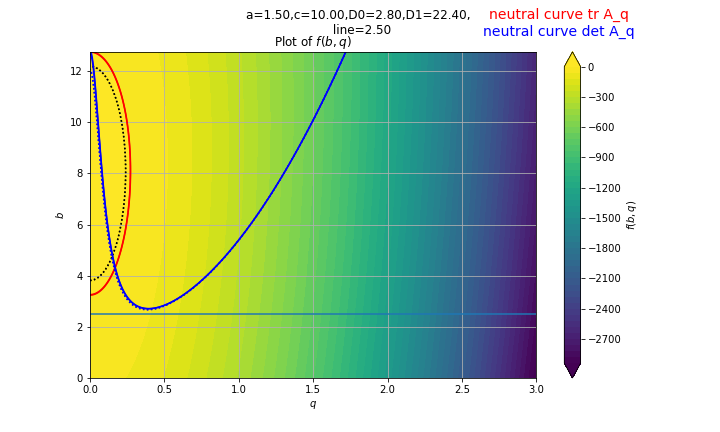 a=1.50,c=10.00,D0=2.80,D1=22.40,
line=2.50
Plot of f(b, q)
neutral curve tr A_q
neutral curve det A_q
12
10
8
6
4
2
0
b
0.0 0.5 1.0 1.5 2.0 2.5 3.0
q
0
−300
−600
−900
−1200
−1500
−1800
−2100
−2400
−2700
f(b, q)